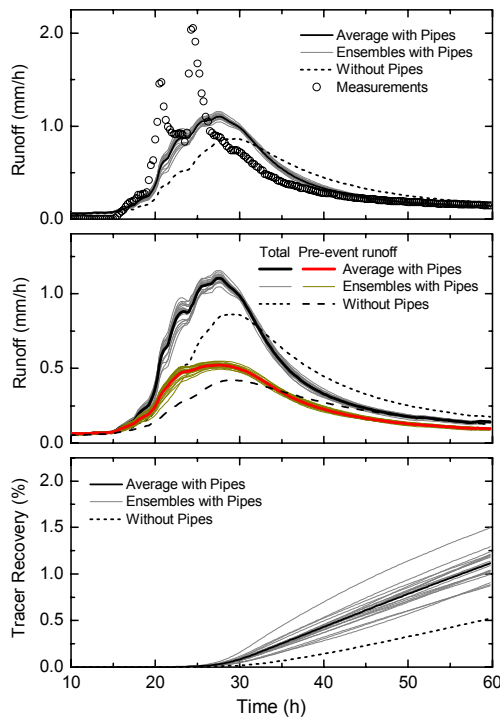 2.0
1.0
0.0
Runoff (mm/h)
Average with Pipes
Ensembles with Pipes
Without Pipes
Measurements
1.0
0.5
0.0
Runoff (mm/h)
Total Pre-event runoff
Average with Pipes
Ensembles with Pipes
Without Pipes
2.0
1.5
1.0
0.5
0.0
Tracer Recovery (%)
Average with Pipes
Ensembles with Pipes
Without Pipes
10 20 30 40 50 60
Time (h)